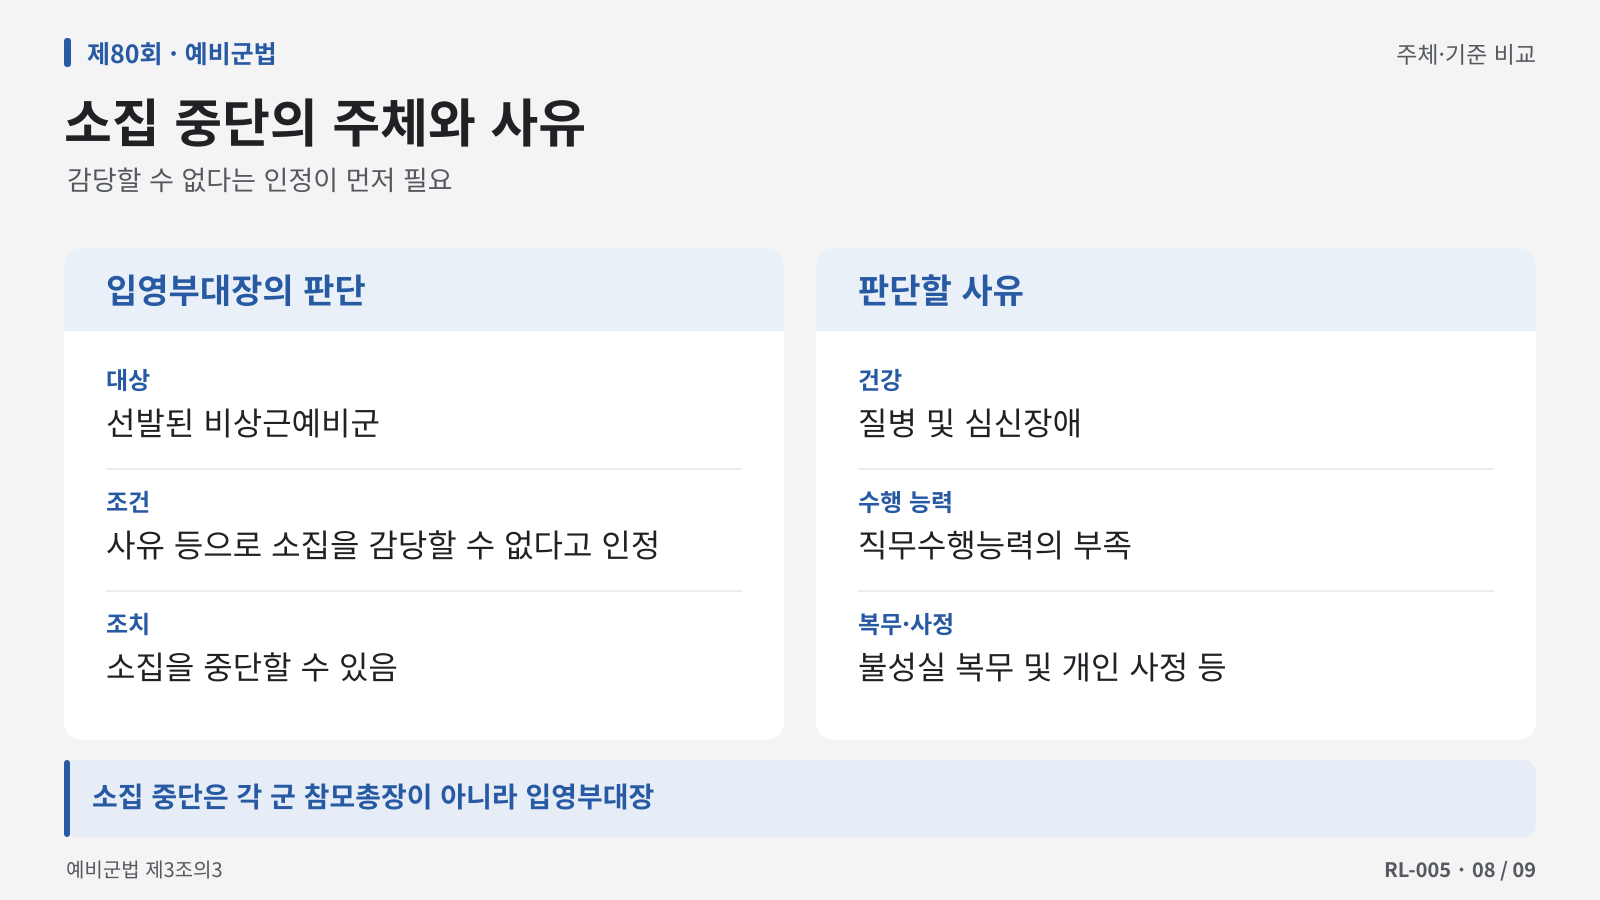 제80회 · 예비군법
주체·기준 비교
소집 중단의 주체와 사유
감당할 수 없다는 인정이 먼저 필요
입영부대장의 판단
대상
선발된 비상근예비군
조건
사유 등으로 소집을 감당할 수 없다고 인정
조치
소집을 중단할 수 있음
판단할 사유
건강
질병 및 심신장애
수행 능력
직무수행능력의 부족
복무·사정
불성실 복무 및 개인 사정 등
소집 중단은 각 군 참모총장이 아니라 입영부대장
예비군법 제3조의3
RL-005 · 08 / 09